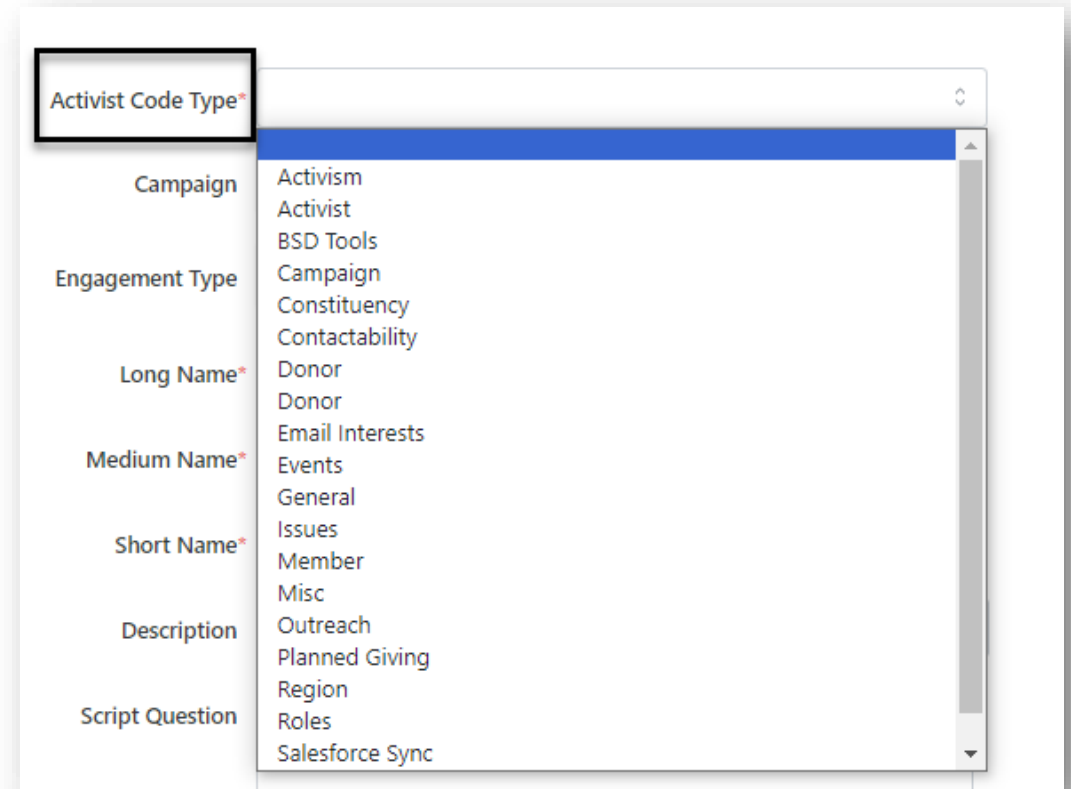 Activist Code Type*
Campaign
Engagement Type
Long Name*
Medium Name*
Short Name*
Description
Script Question
Activism
Activist
BSD Tools
Campaign
Constituency
Contactability
Donor
Donor
Email Interests
Events
General
Issues
Member
Misc
Outreach
Planned Giving
Region
Roles
Salesforce Sync